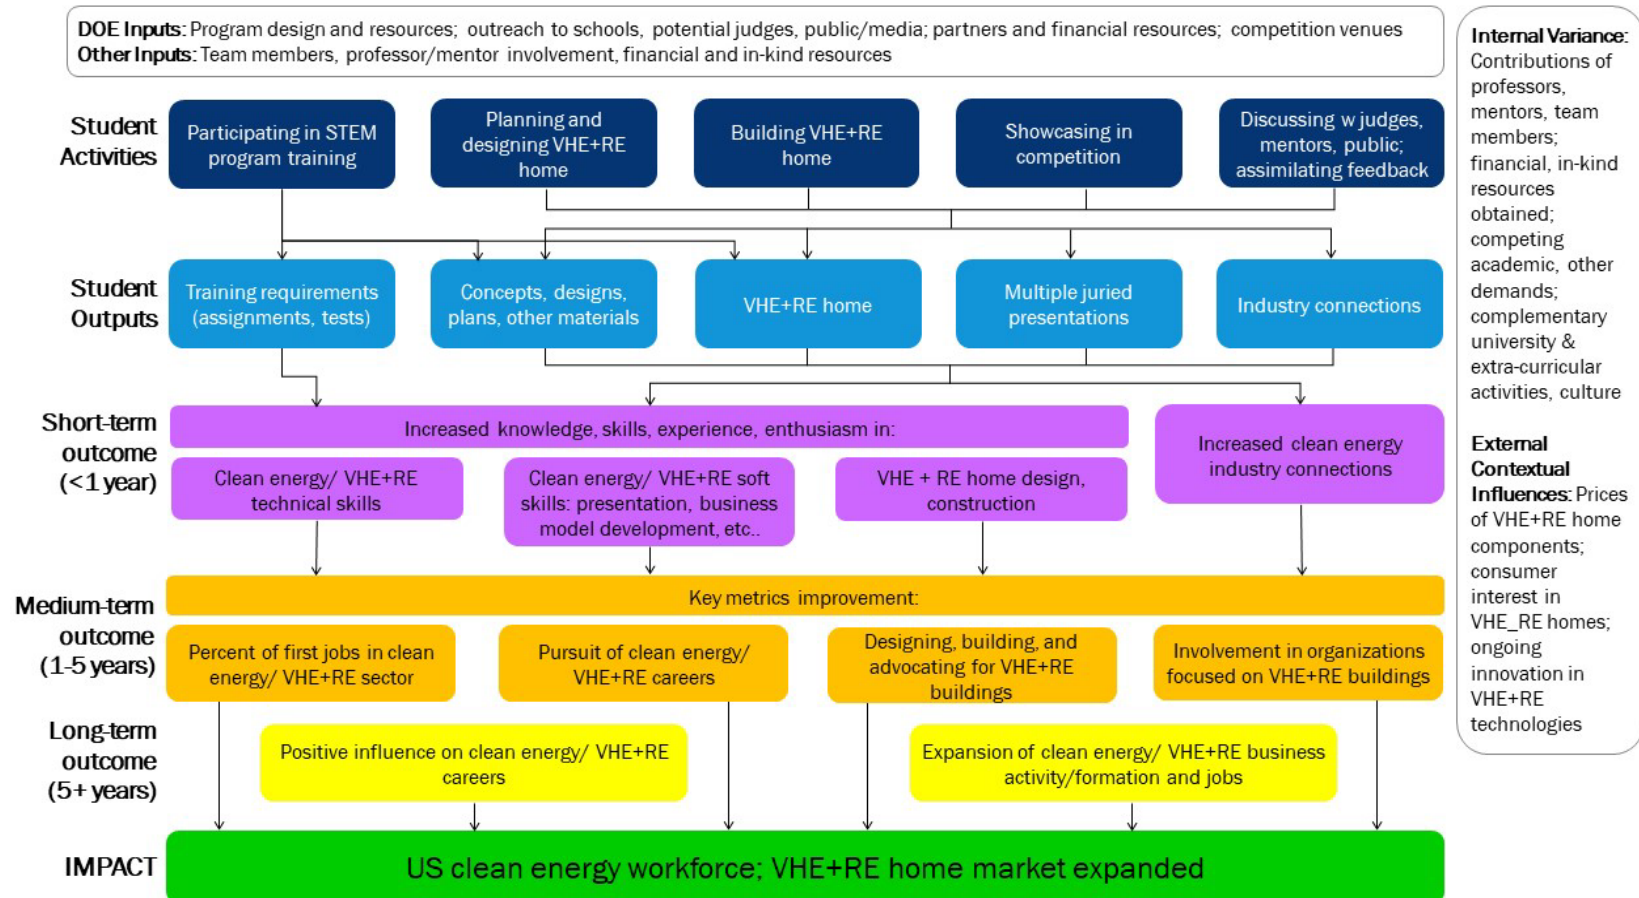 DOE Inputs: Program design and resources; outreach to schools, potential judges, public/media; partners and financial resources; competition venues
Other Inputs: Team members, professor/mentor involvement, financial and in-kind resources
Student
Activities
Participating in STEM
program training
Planning and
designing VHE+RE
home
Building VHE+RE
home
Showcasing in
competition
Discussing w judges,
mentors, public;
assimilating feedback
Student
Outputs
Training requirements
(assignments, tests)
Concepts, designs,
plans, other materials
VHE+RE home
Multiple juried
presentations
Industry connections
Short-term
outcome
(<1 year)
Increased knowledge, skills, experience, enthusiasm in:
Clean energy/ VHE+RE
technical skills
Clean energy/ VHE+RE soft
skills: presentation, business
model development, etc..
VHE + RE home design,
construction
Increased clean energy
industry connections
Medium-term
outcome
(1-5 years)
Key metrics improvement:
Percent of first jobs in clean
energy/ VHE+RE sector
Pursuit of clean energy/
VHE+RE careers
Designing, building, and
advocating for VHE+RE
buildings
Involvement in organizations
focused on VHE+RE buildings
Long-term
outcome
(5+ years)
Positive influence on clean energy/ VHE+RE
careers
Expansion of clean energy/ VHE+RE business
activity/formation and jobs
IMPACT
US clean energy workforce; VHE+RE home market expanded
Internal Variance:
Contributions of
professors,
mentors, team
members;
financial, in-kind
resources
obtained;
competing
academic, other
demands;
complementary
university &
extra-curricular
activities, culture
External
Contextual
Influences: Prices
of VHE+RE home
components;
consumer
interest in
VHE_RE homes;
ongoing
innovation in
VHE+RE
technologies